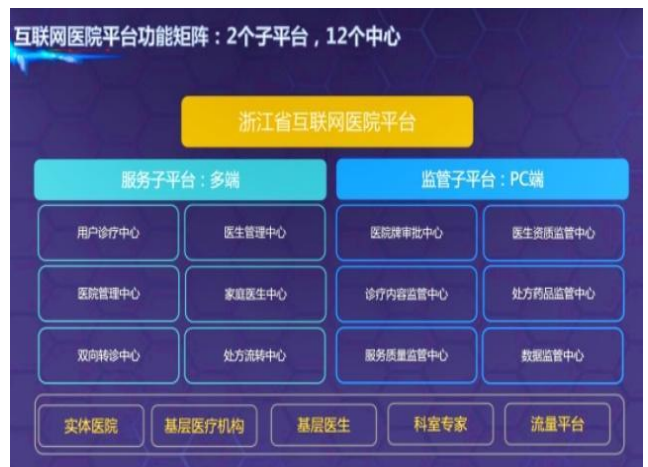 互联网医院平台功能矩阵：2个子平台，12个中心
浙江省互联网医院平台
服务子平台：多端
监管子平台：PC端
用户诊疗中心
医生管理中心
医院牌审批中心
医生资质监管中心
医院管理中心
家庭医生中心
诊疗内容监管中心
处方药品监管中心
双向转诊中心
处方流转中心
服务质量监管中心
数据监管中心
实体医院
基层医疗机构
基层医生
科室专家
流量平台